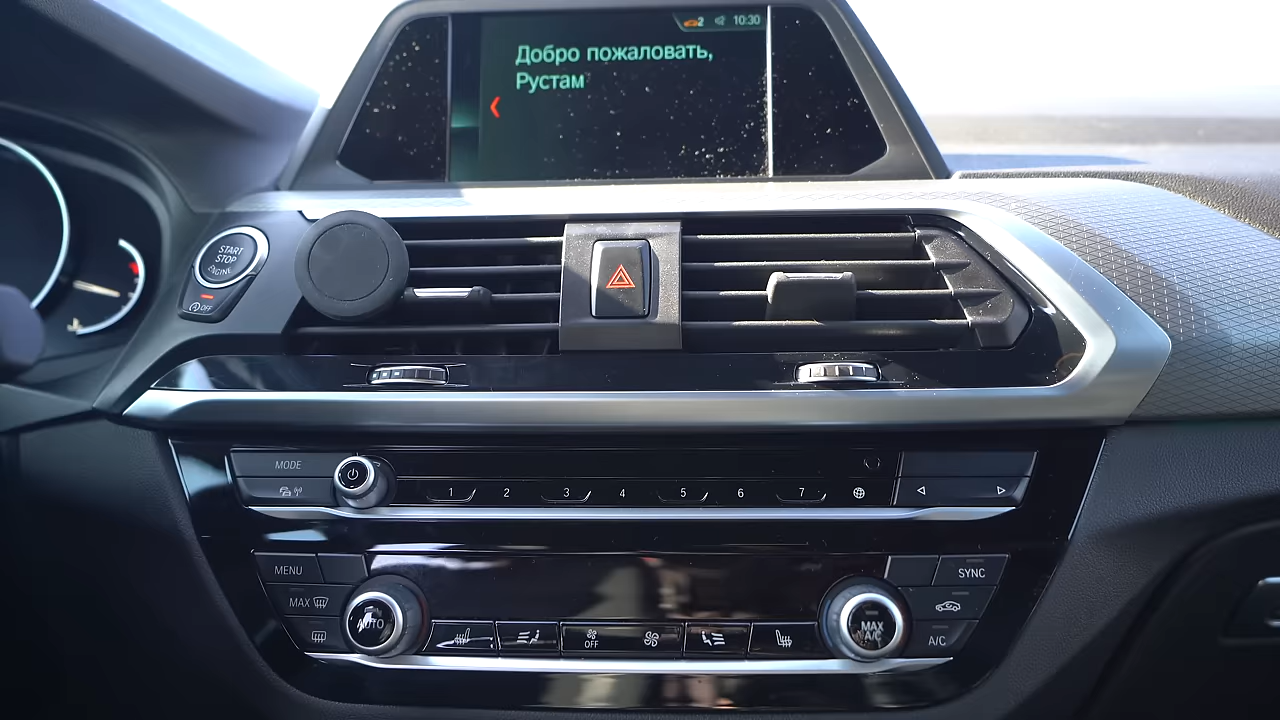 2 10:30
Добро пожаловать,
Рустам
START
STOP
ENGINE
OFF
MODE
1 2 3 4 5 6 7
MENU
SYNC
MAX
AUTO
OFF
MAX
A/C
A/C